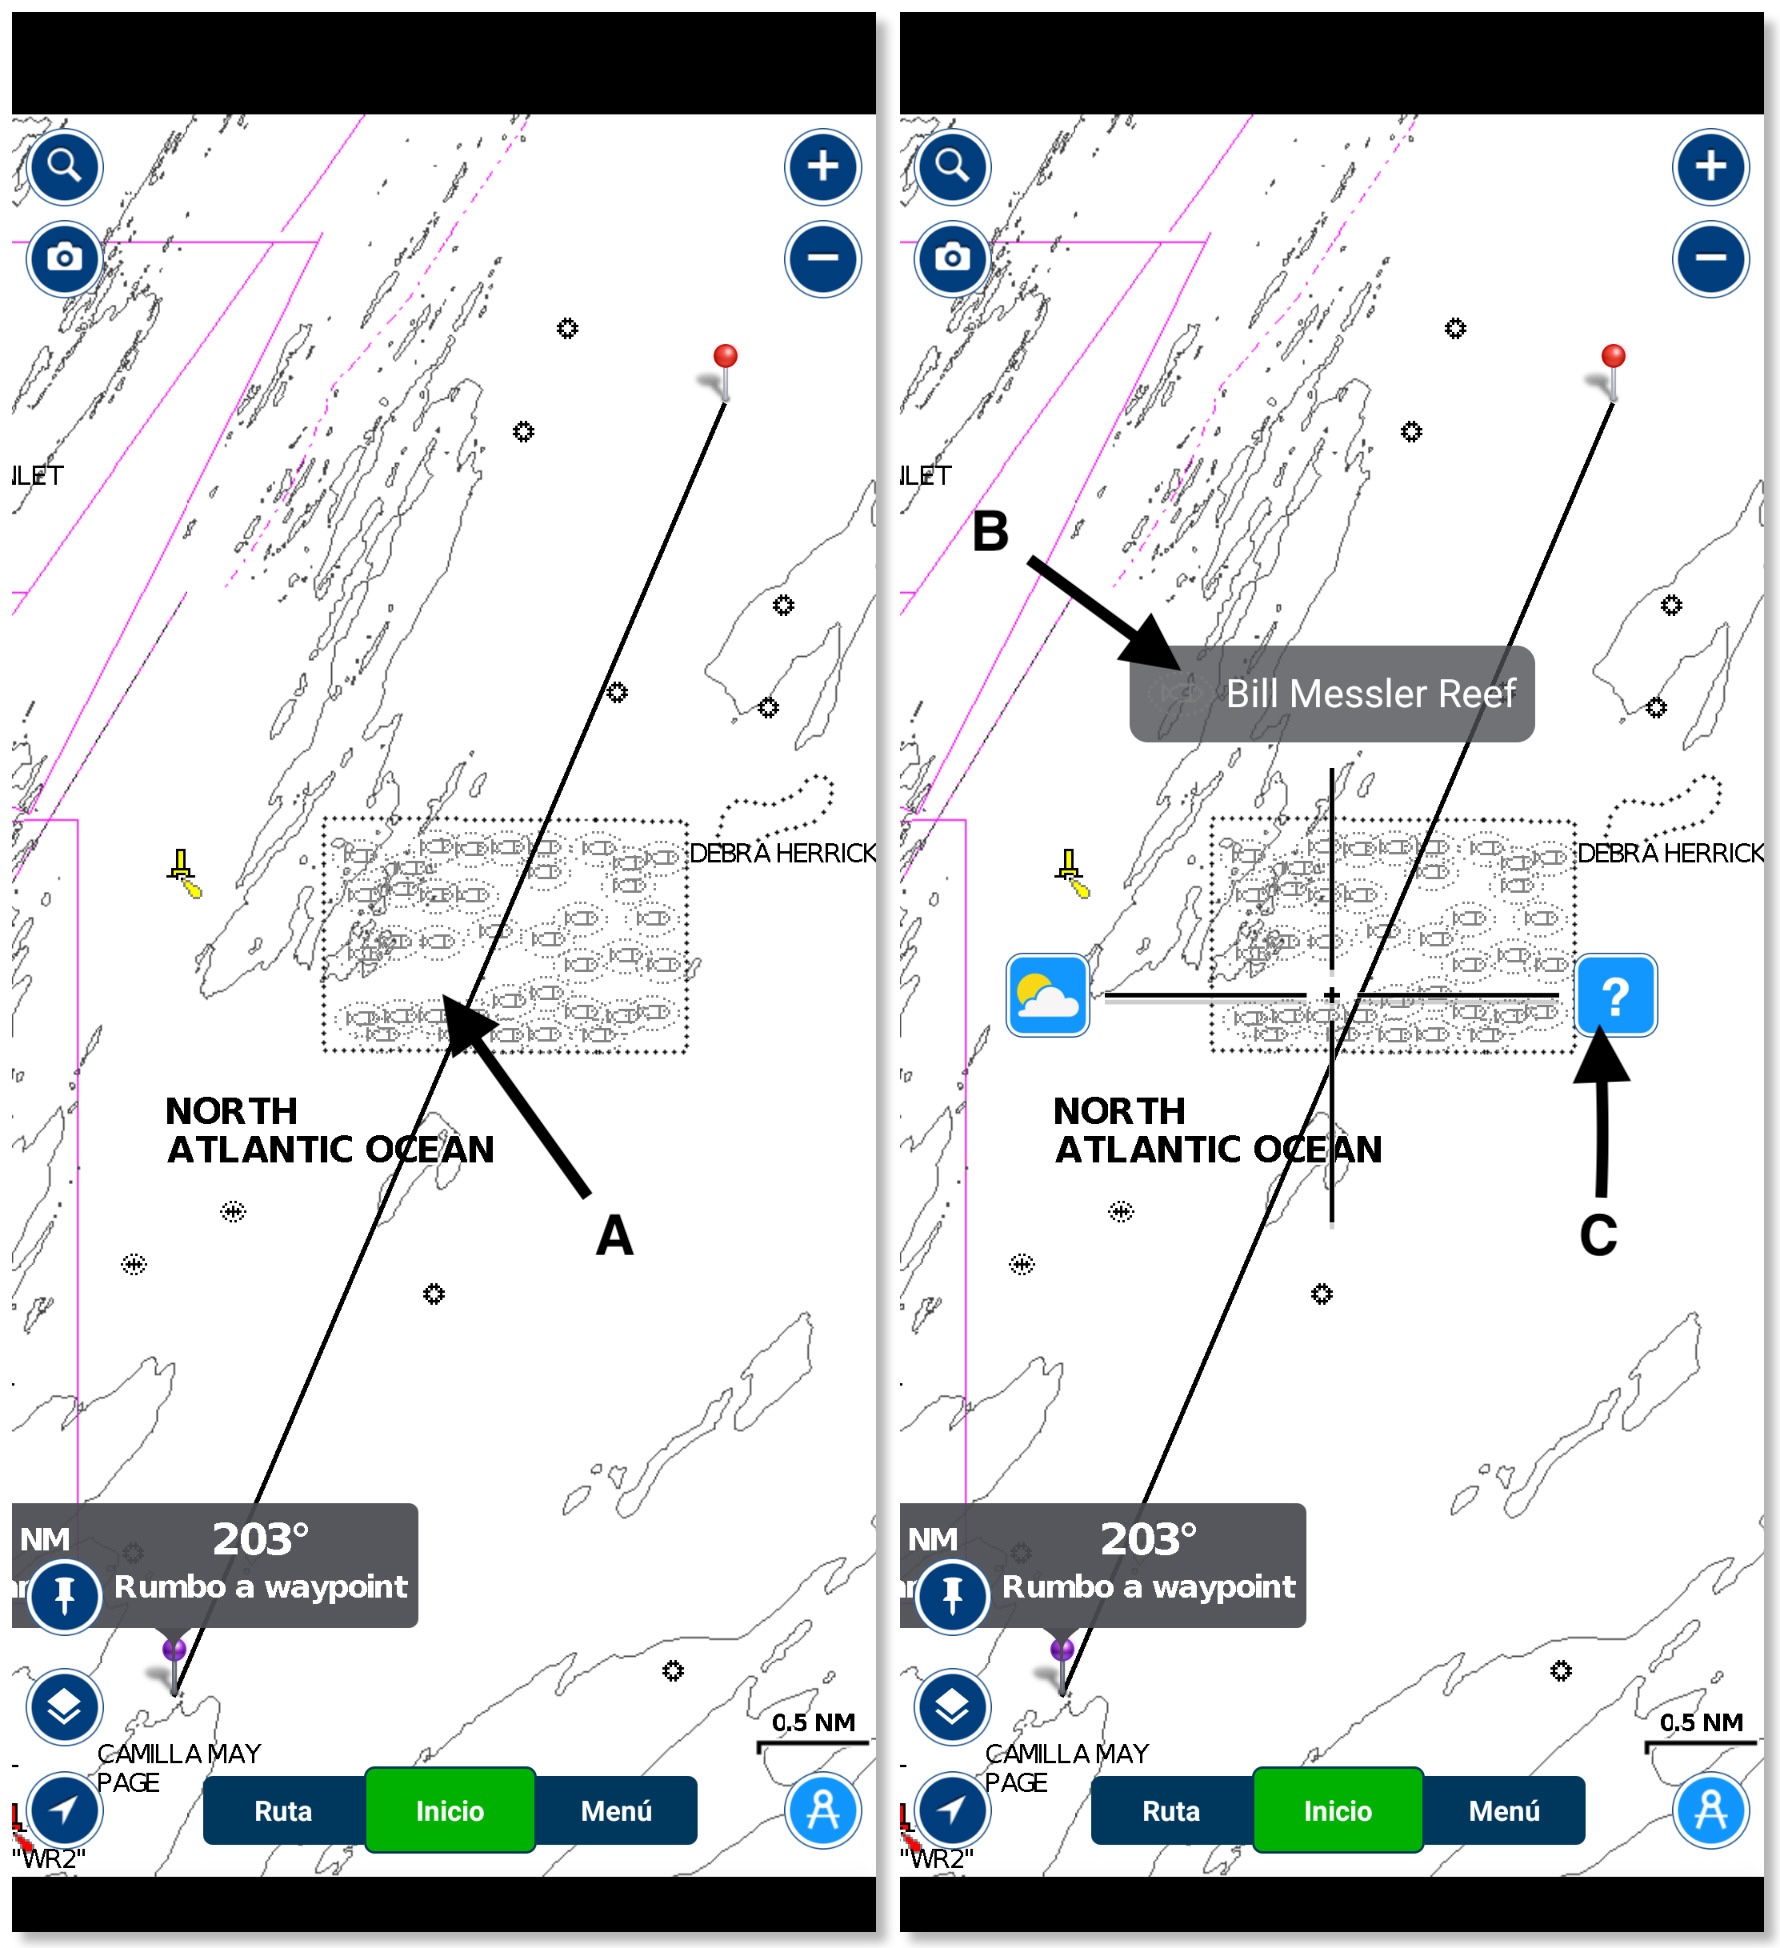 NLET
DEBRA HERRICK
NORTH
ATLANTIC OCEAN
A
NM
203°
Rumbo a waypoint
0.5 NM
CAMILLA MAY
PAGE
Ruta
Inicio
Menú
"WR2"
NLET
B
Bill Messler Reef
DEBRA HERRICK
?
NORTH
ATLANTIC OCEAN
C
NM
203°
Rumbo a waypoint
0.5 NM
CAMILLA MAY
PAGE
Ruta
Inicio
Menú
"WR2"